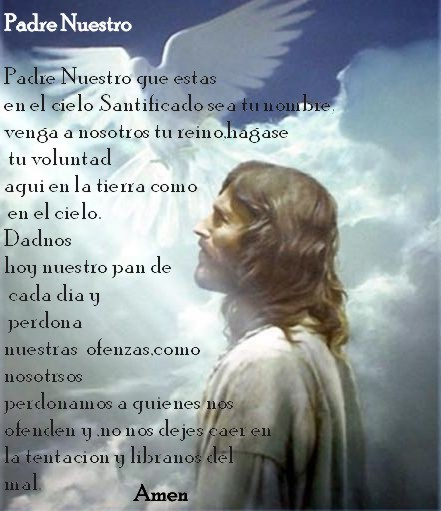 Padre Nuestro
Padre Nuestro que estas
en el cielo Santificado sea tu nombre,
venga a nosotros tu reino,hagase
tu voluntad
aqui en la tierra como
en el cielo.
Dadnos
hoy nuestro pan de
cada dia y
perdona
nuestras ofenzas,como
nosotrsos
perdonamos a quienes nos
ofenden y .no nos dejes caer en
la tentacion y libranos del
mal.
Amen